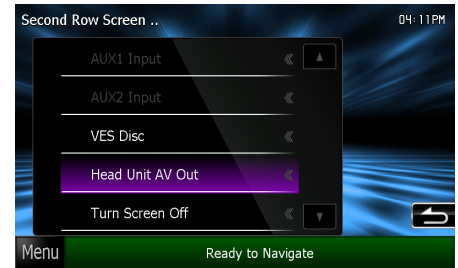 Second Row Screen ..
04:11PM
AUX1 Input
AUX2 Input
VES Disc
Head Unit AV Out
Turn Screen Off
Menu
Ready to Navigate